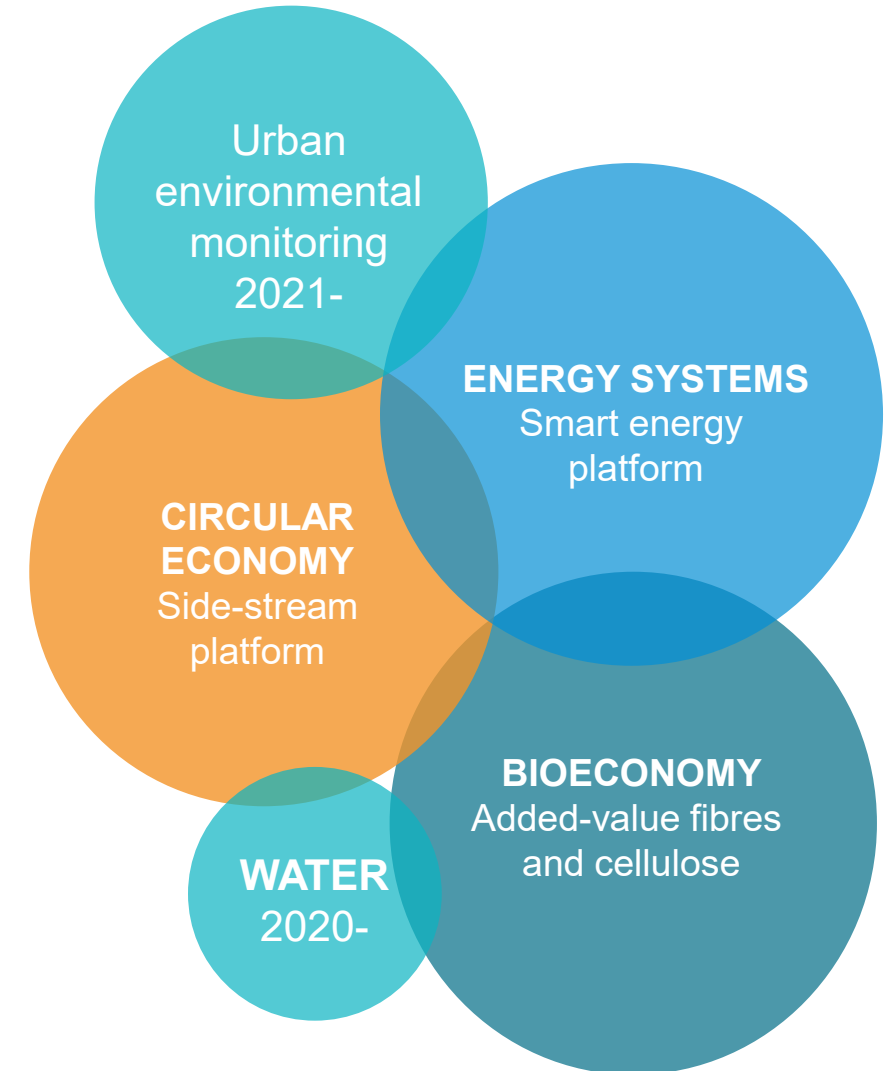 Urban
environmental
monitoring
2021-
ENERGY SYSTEMS
Smart energy
platform
CIRCULAR
ECONOMY
Side-stream
platform
BIOECONOMY
Added-value fibres
and cellulose
WATER
2020-